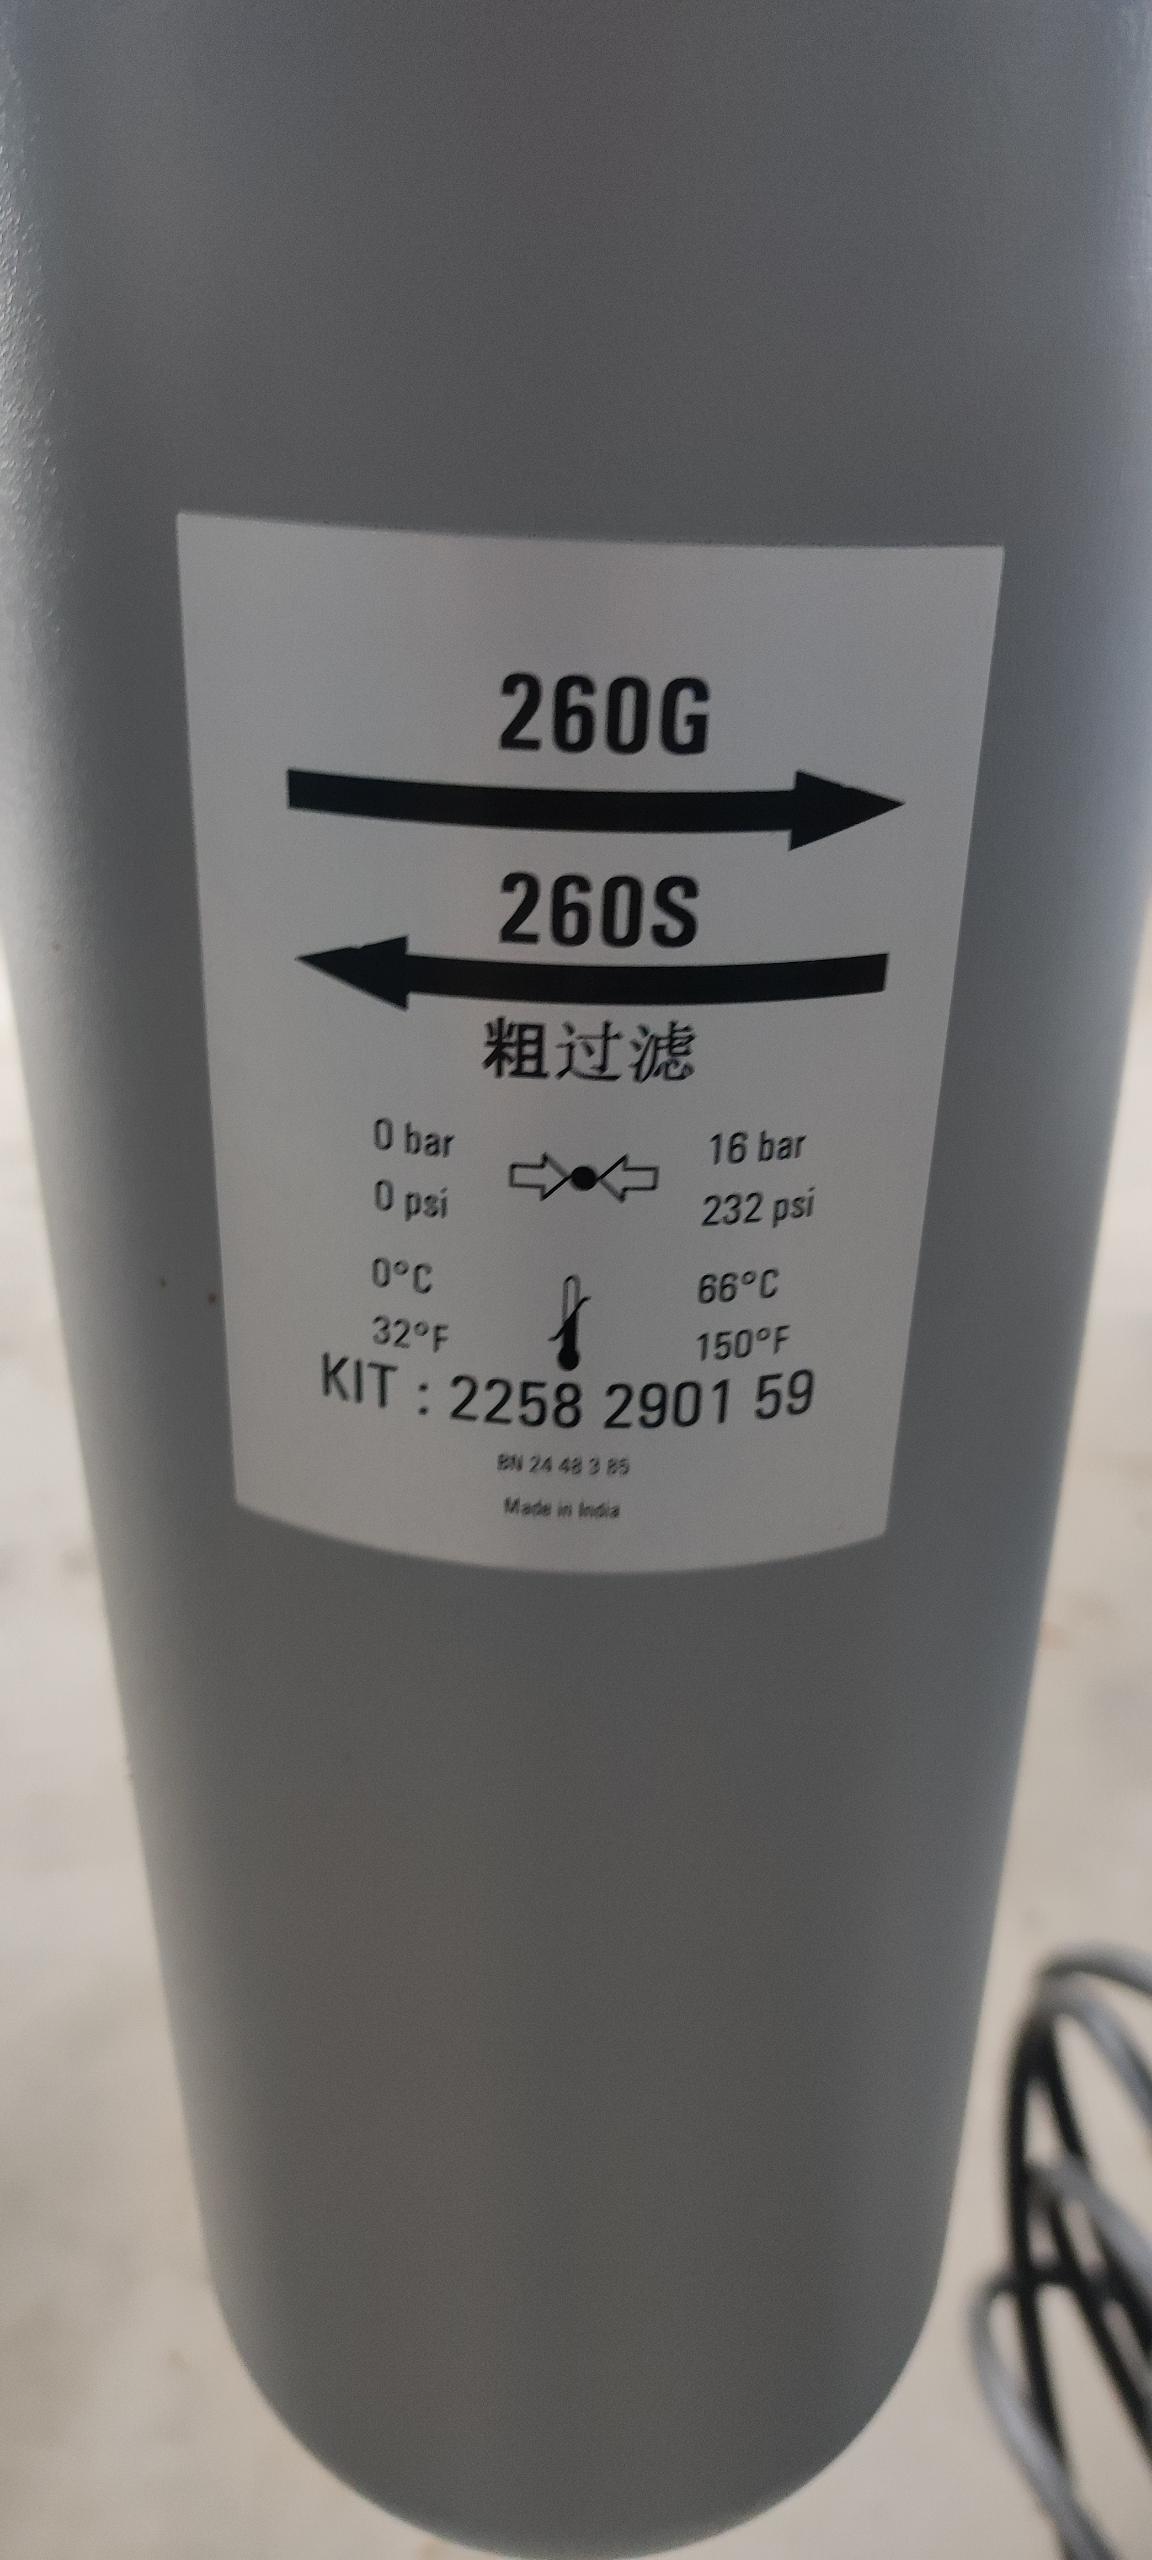 260G
260S
粗过滤
0 bar 16 bar
0 psi 232 psi
0°C 66°C
32°F 150°F
KIT : 2258 2901 59
BN 24 48 3 85
Made in India